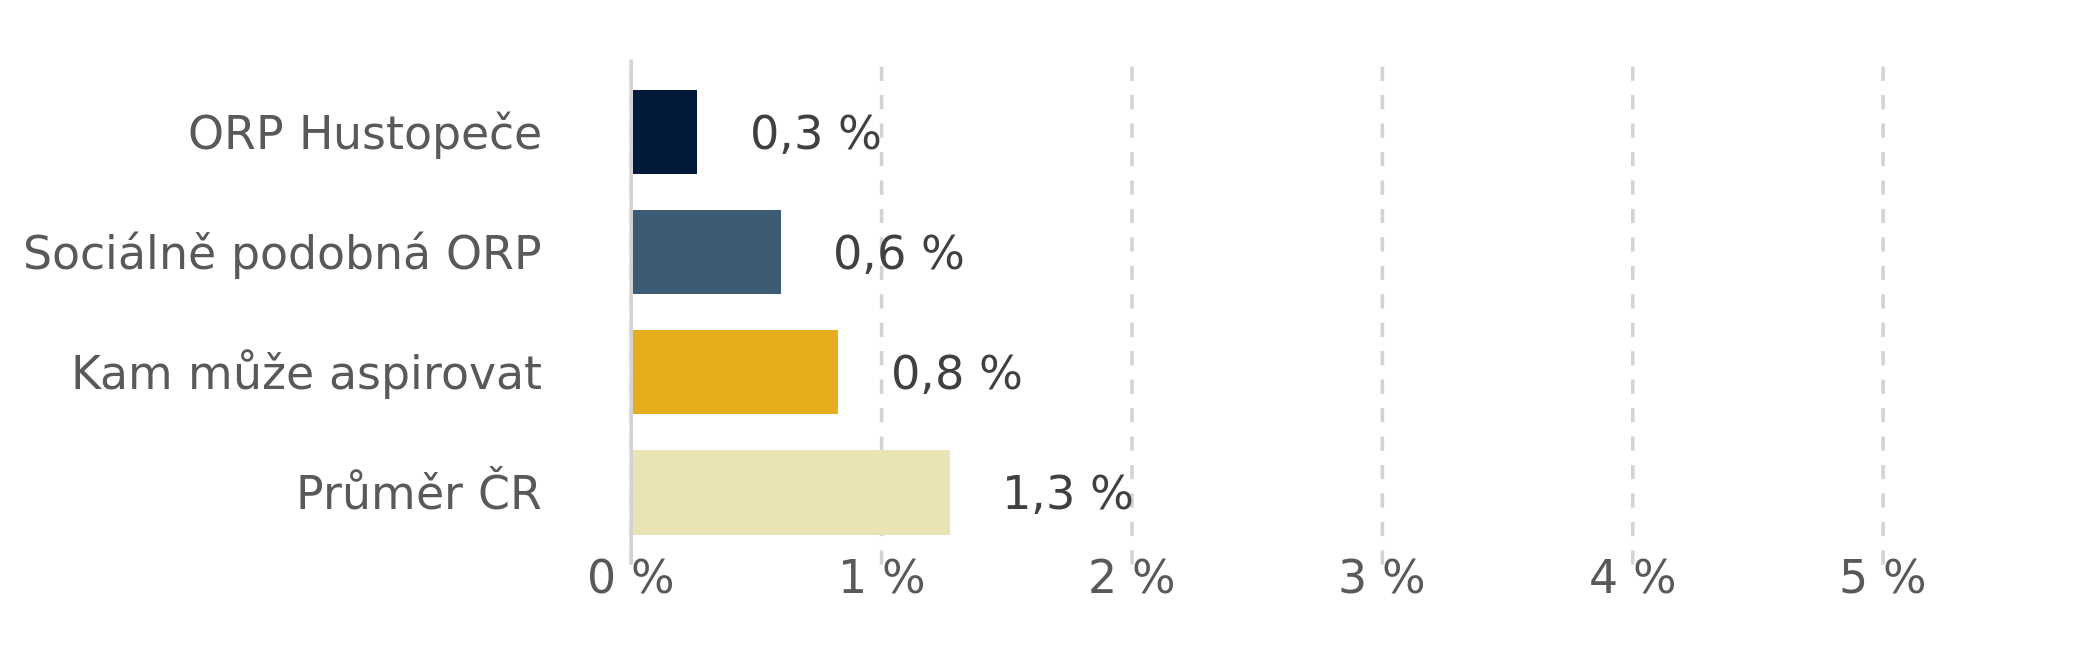 ORP Hustopeče 0,3 %
Sociálně podobná ORP 0,6 %
Kam může aspirovat 0,8 %
Průměr ČR 1,3 %
0 % 1 % 2 % 3 % 4 % 5 %